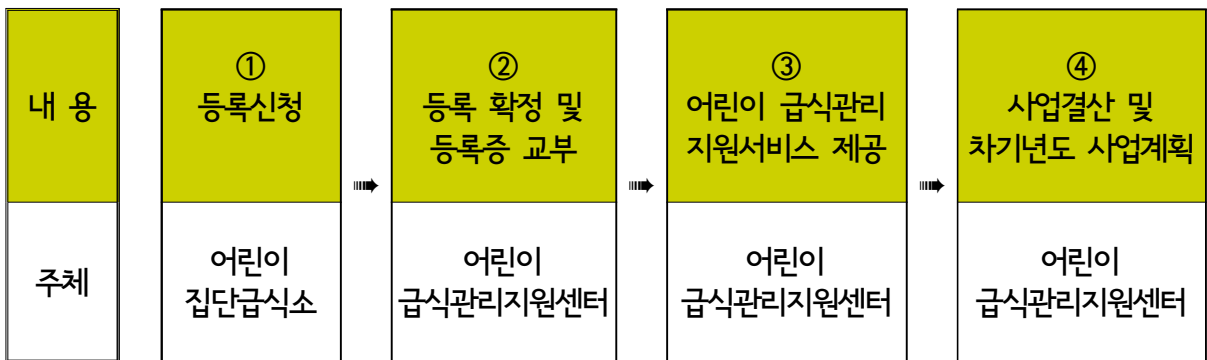 내 용
①
등록신청
②
등록 확정 및
등록증 교부
③
어린이 급식관리
지원서비스 제공
④
사업결산 및
차기년도 사업계획
주체
어린이
집단급식소
어린이
급식관리지원센터
어린이
급식관리지원센터
어린이
급식관리지원센터